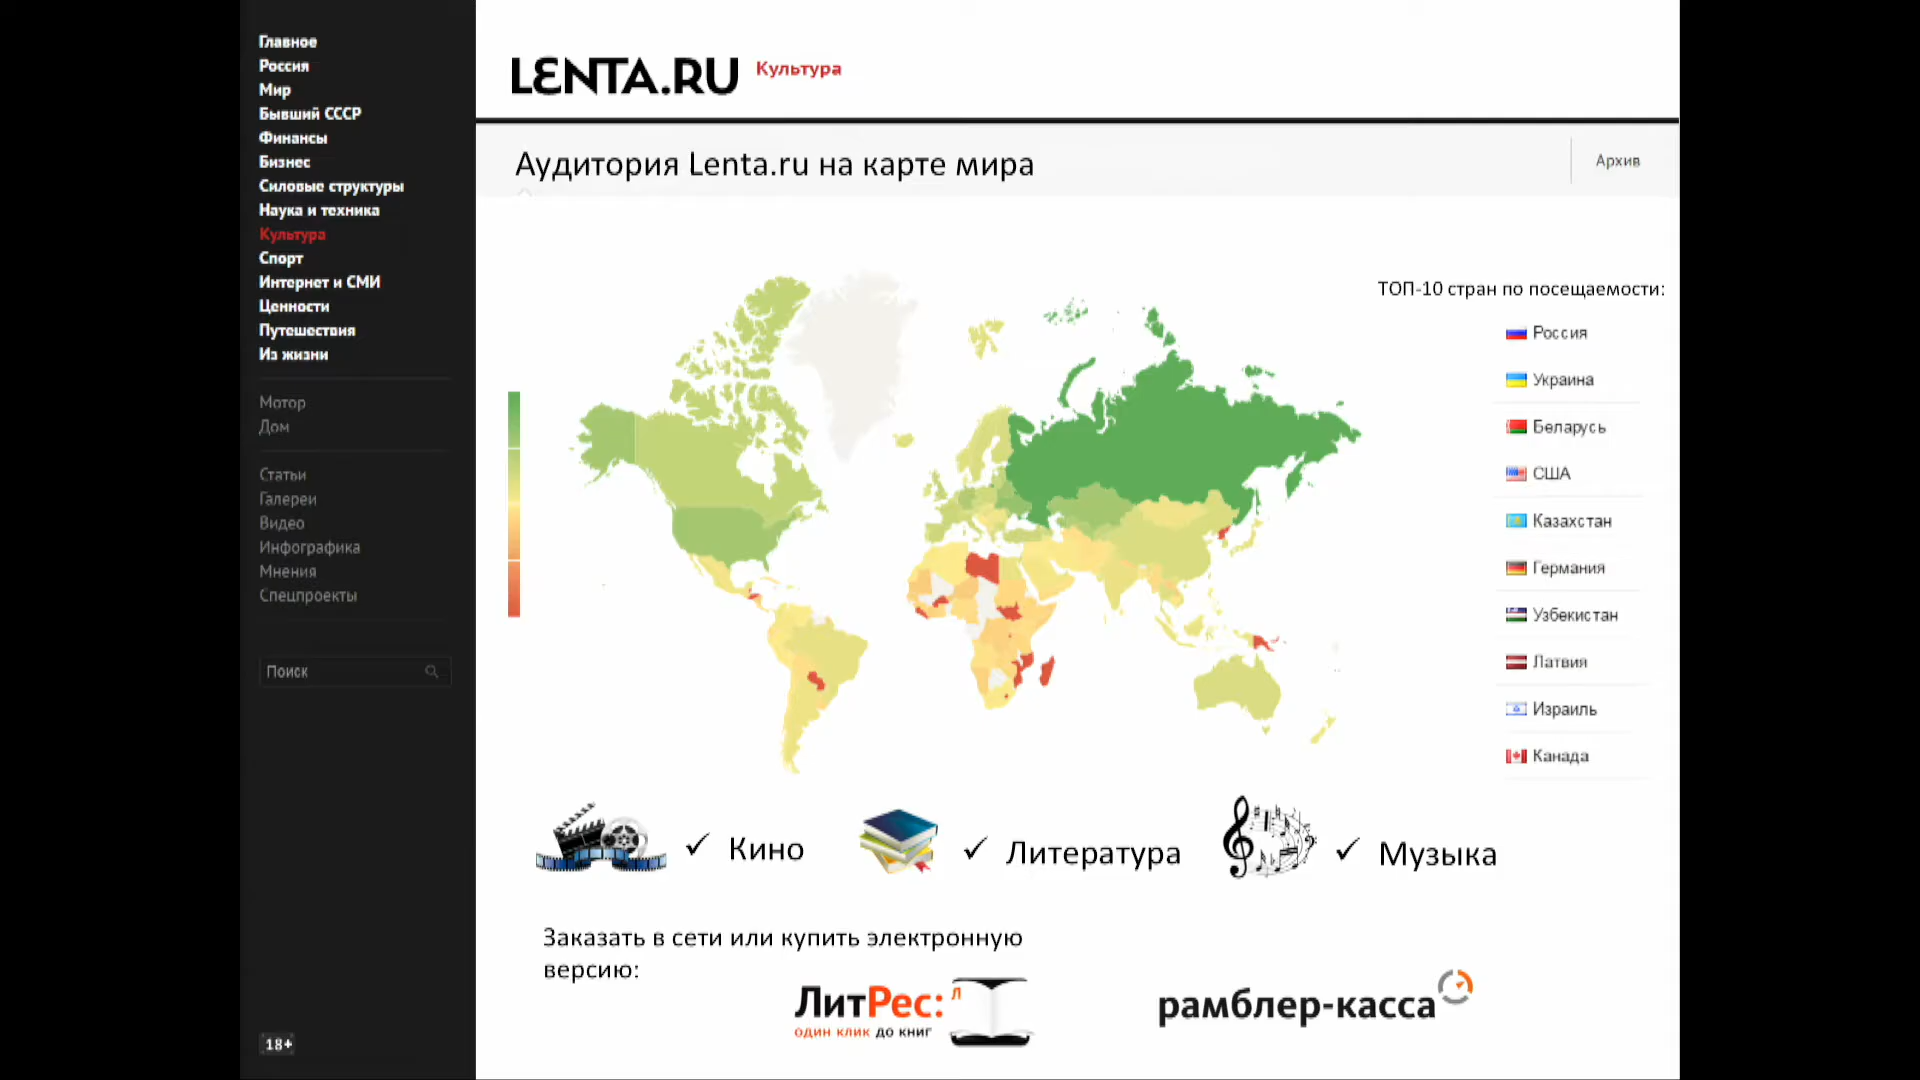 Главное
Россия
Мир
Бывший СССР
Финансы
Бизнес
Силовые структуры
Наука и техника
Культура
Спорт
Интернет и СМИ
Ценности
Путешествия
Из жизни
Мотор
Дом
Статьи
Галереи
Видео
Инфографика
Мнения
Спецпроекты
Поиск
18+
LENTA.RU Культура
Аудитория Lenta.ru на карте мира
Архив
ТОП-10 стран по посещаемости:
Россия
Украина
Беларусь
США
Казахстан
Германия
Узбекистан
Латвия
Израиль
Канада
✓ Кино
✓ Литература
✓ Музыка
Заказать в сети или купить электронную
версию:
ЛитРес: Л
один клик до книг
рамблер-касса